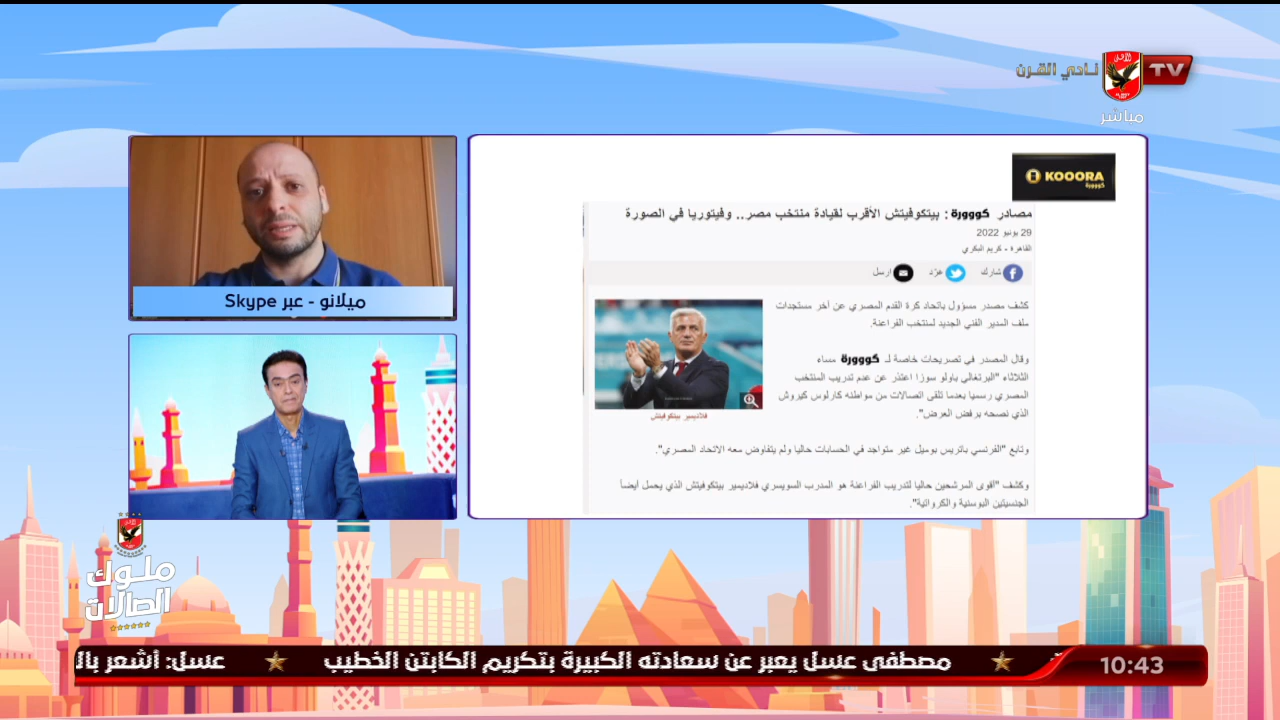 نادي القرن
TV
مباشر
KOOORA
كووورة
مصادر كووورة: بيتكوفيتش الأقرب لقيادة منتخب مصر.. وفيتوريا في الصورة
29 يونيو 2022
القاهرة - كريم البكري
شارك
غرّد
ارسل
كشف مصدر مسؤول باتحاد كرة القدم المصري عن آخر مستجدات
ملف المدير الفني الجديد لمنتخب الفراعنة.
وقال المصدر في تصريحات خاصة لـ كووورة مساء
الثلاثاء "البرتغالي باولو سوزا اعتذر عن عدم تدريب المنتخب
المصري رسميا بعدما تلقى اتصالات من مواطنه كارلوس كيروش
الذي نصحه برفض العرض".
فلاديمير بيتكوفيتش
وتابع "الفرنسي باتريس بوميل غير متواجد في الحسابات حاليا ولم يتفاوض معه الاتحاد المصري".
وكشف "أقوى المرشحين حاليا لتدريب الفراعنة هو المدرب السويسري فلاديمير بيتكوفيتش الذي يحمل أيضاً
الجنسيتين البوسنية والكرواتية".
ميلانو - عبر Skype
ملوك
الصالات
مصطفى عسل يعبر عن سعادته الكبيرة بتكريم الكابتن الخطيب
عسل: أشعر بال
10:43